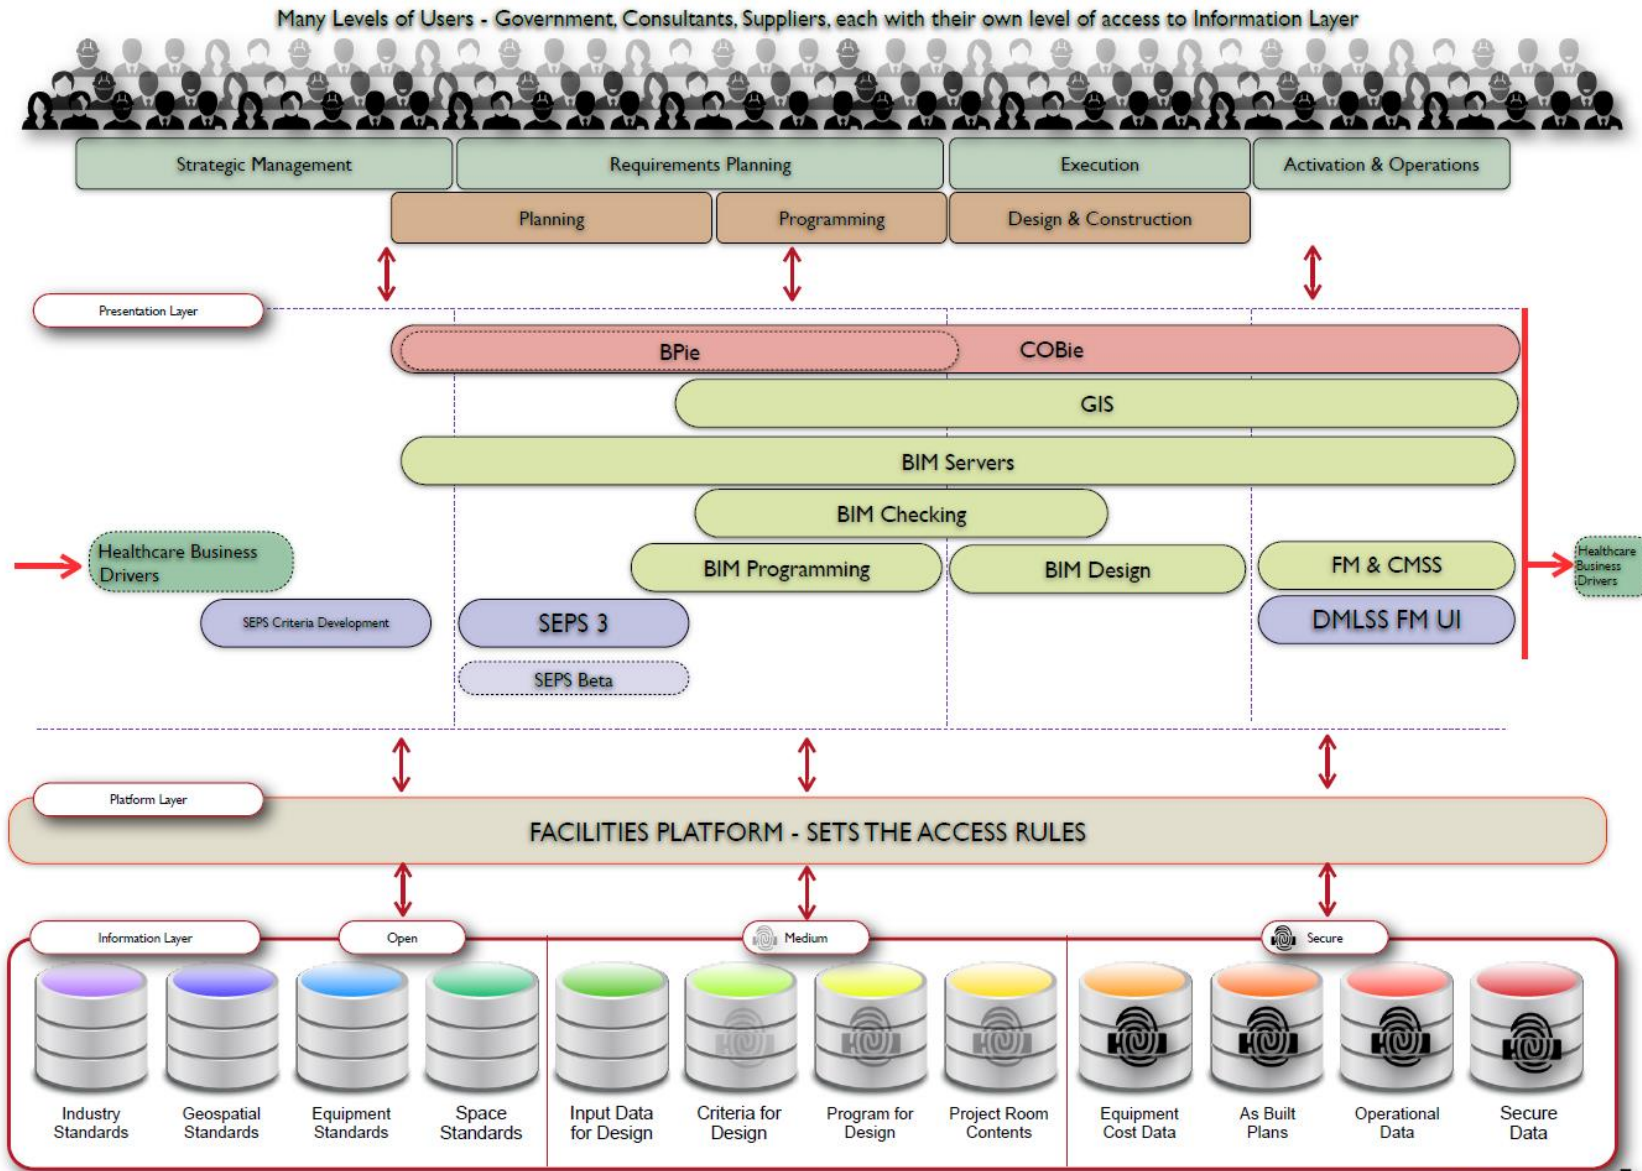 Many Levels of Users - Government, Consultants, Suppliers, each with their own level of access to Information Layer
Strategic Management
Requirements Planning
Execution
Activation & Operations
Planning
Programming
Design & Construction
Presentation Layer
BPie
COBie
GIS
BIM Servers
BIM Checking
Healthcare Business
Drivers
BIM Programming
BIM Design
FM & CMSS
Healthcare
Business
Drivers
SEPS Criteria Development
SEPS 3
DMLSS FM UI
SEPS Beta
Platform Layer
FACILITIES PLATFORM - SETS THE ACCESS RULES
Information Layer
Open
Medium
Secure
Industry
Standards
Geospatial
Standards
Equipment
Standards
Space
Standards
Input Data
for Design
Criteria for
Design
Program for
Design
Project Room
Contents
Equipment
Cost Data
As Built
Plans
Operational
Data
Secure
Data